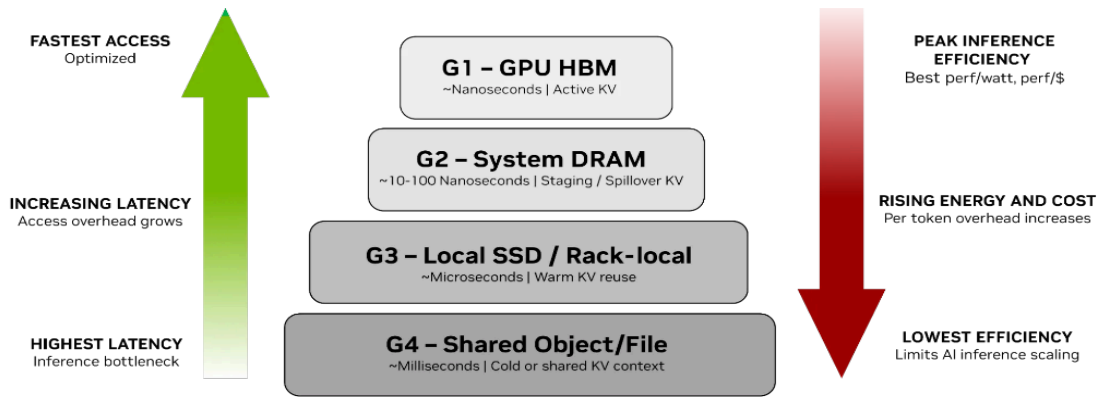 FASTEST ACCESS
Optimized
INCREASING LATENCY
Access overhead grows
HIGHEST LATENCY
Inference bottleneck
G1 – GPU HBM
~Nanoseconds | Active KV
G2 – System DRAM
~10-100 Nanoseconds | Staging / Spillover KV
G3 – Local SSD / Rack-local
~Microseconds | Warm KV reuse
G4 – Shared Object/File
~Milliseconds | Cold or shared KV context
PEAK INFERENCE
EFFICIENCY
Best perf/watt, perf/$
RISING ENERGY AND COST
Per token overhead increases
LOWEST EFFICIENCY
Limits AI inference scaling